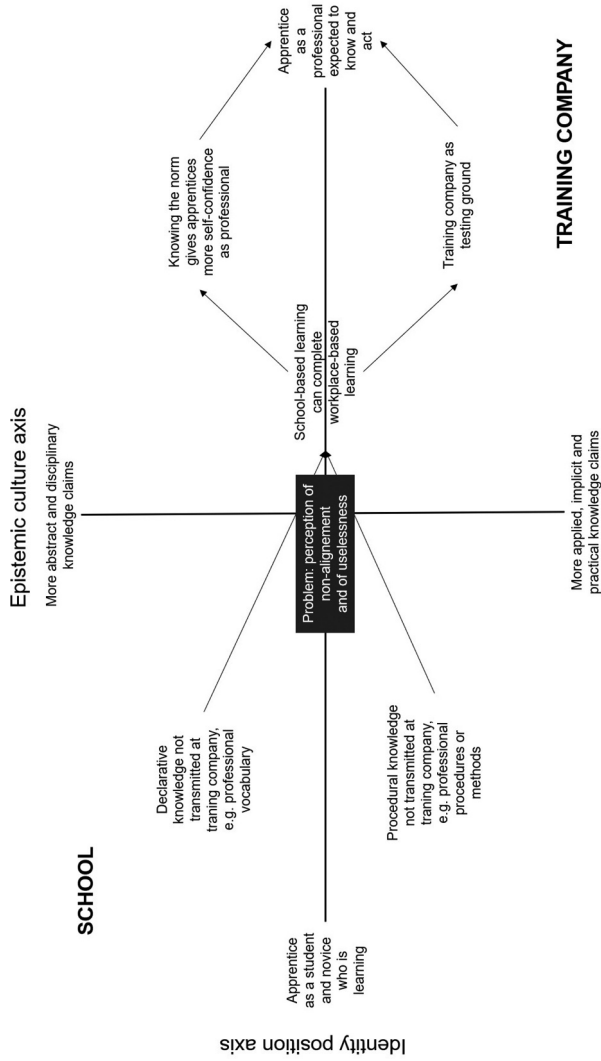 Epistemic culture axis
More abstract and disciplinary
knowledge claims
SCHOOL
Declarative
knowledge not
transmitted at
traning company,
e.g. professional
vocabulary
Knowing the norm
gives apprentices
more self-confidence
as professional
Identity position axis
Apprentice
as a student
and novice
who is
learning
Problem: perception of
non-alignement
and of uselessness
School-based learning
can complete
workplace-based
learning
Apprentice
as a
professional
expected to
know and
act
Procedural knowledge
not transmitted at
traning company,
e.g. professional
procedures or
methods
Training company as
testing ground
More applied, implicit and
practical knowledge claims
TRAINING COMPANY